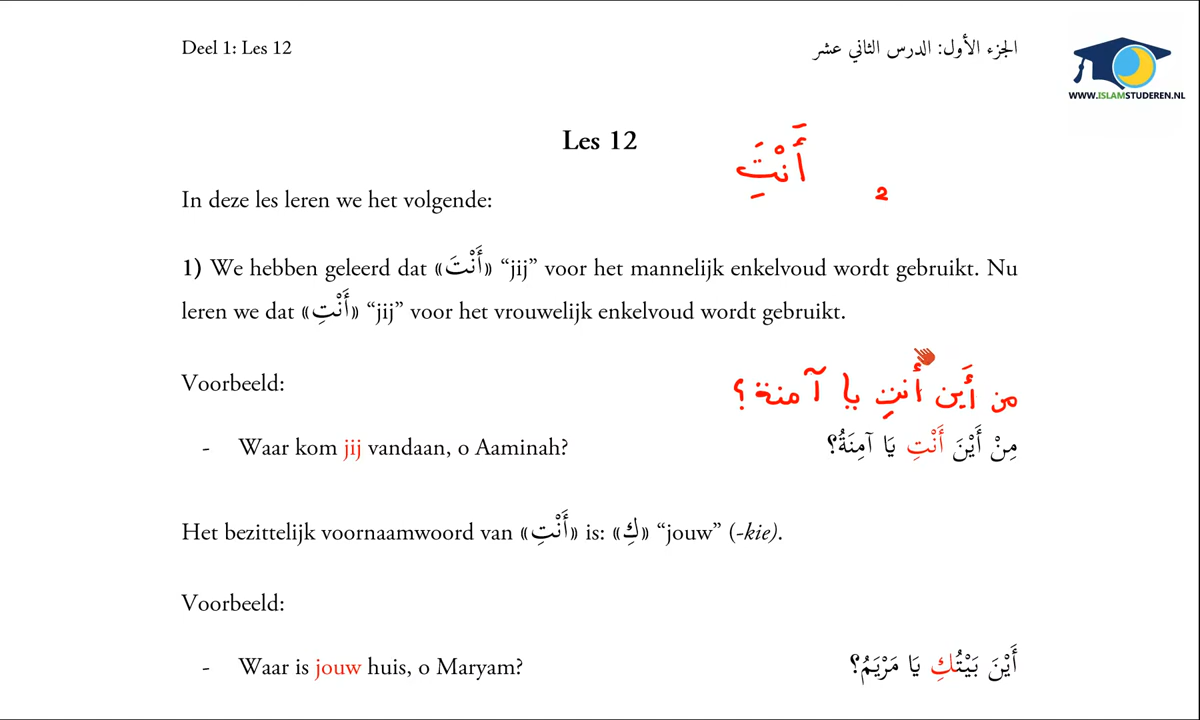 Deel 1: Les 12
الجزء الأول: الدرس الثاني عشر
WWW.ISLAMSTUDEREN.NL
Les 12
أَنْتَِ
2
In deze les leren we het volgende:
1) We hebben geleerd dat «أَنْتَ» “jij” voor het mannelijk enkelvoud wordt gebruikt. Nu
leren we dat «أَنْتِ» “jij” voor het vrouwelijk enkelvoud wordt gebruikt.
Voorbeeld:
من أَين أَنتِ يا آمنة؟
- Waar kom jij vandaan, o Aaminah?
مِنْ أَيْنَ أَنْتِ يَا آمِنَةُ؟
Het bezittelijk voornaamwoord van «أَنْتِ» is: «كِ» “jouw” (-kie).
Voorbeeld:
- Waar is jouw huis, o Maryam?
أَيْنَ بَيْتُكِ يَا مَرْيَمُ؟